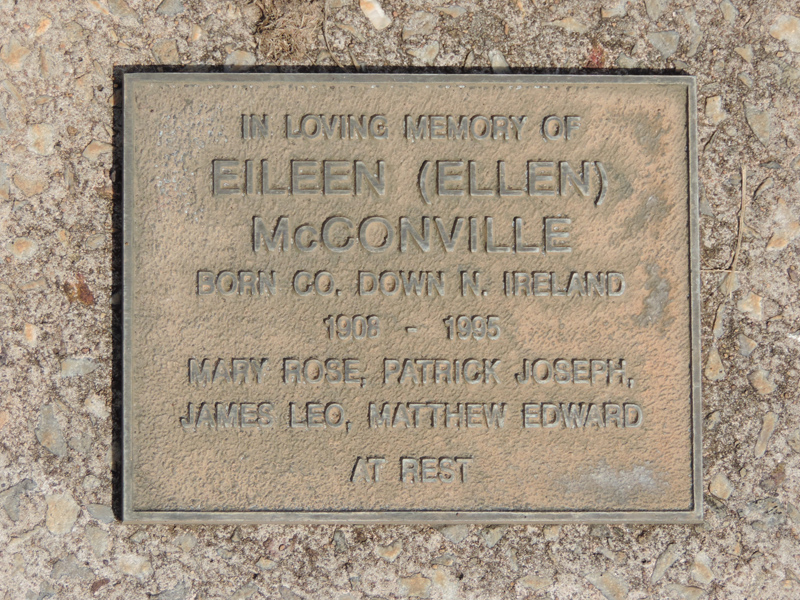 IN LOVING MEMORY OF
EILEEN (ELLEN)
McCONVILLE
BORN CO. DOWN N. IRELAND
1908 - 1995
MARY ROSE, PATRICK JOSEPH,
JAMES LEO, MATTHEW EDWARD
AT REST